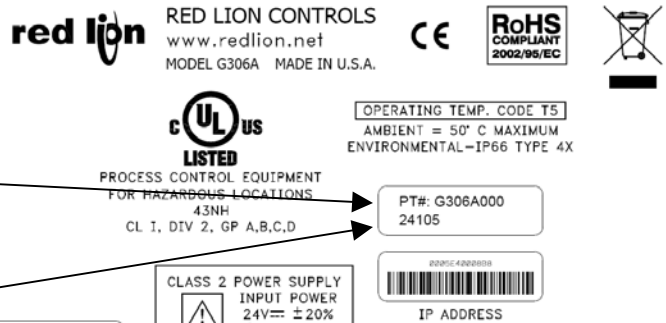 red lion
RED LION CONTROLS
www.redlion.net
MODEL G306A MADE IN U.S.A.
CE
RoHS
COMPLIANT
2002/95/EC
C UL US
LISTED
PROCESS CONTROL EQUIPMENT
FOR HAZARDOUS LOCATIONS
43NH
CL I, DIV 2, GP A,B,C,D
OPERATING TEMP. CODE T5
AMBIENT = 50° C MAXIMUM
ENVIRONMENTAL-IP66 TYPE 4X
PT#: G306A000
24105
CLASS 2 POWER SUPPLY
INPUT POWER
24V ±20%
IP ADDRESS